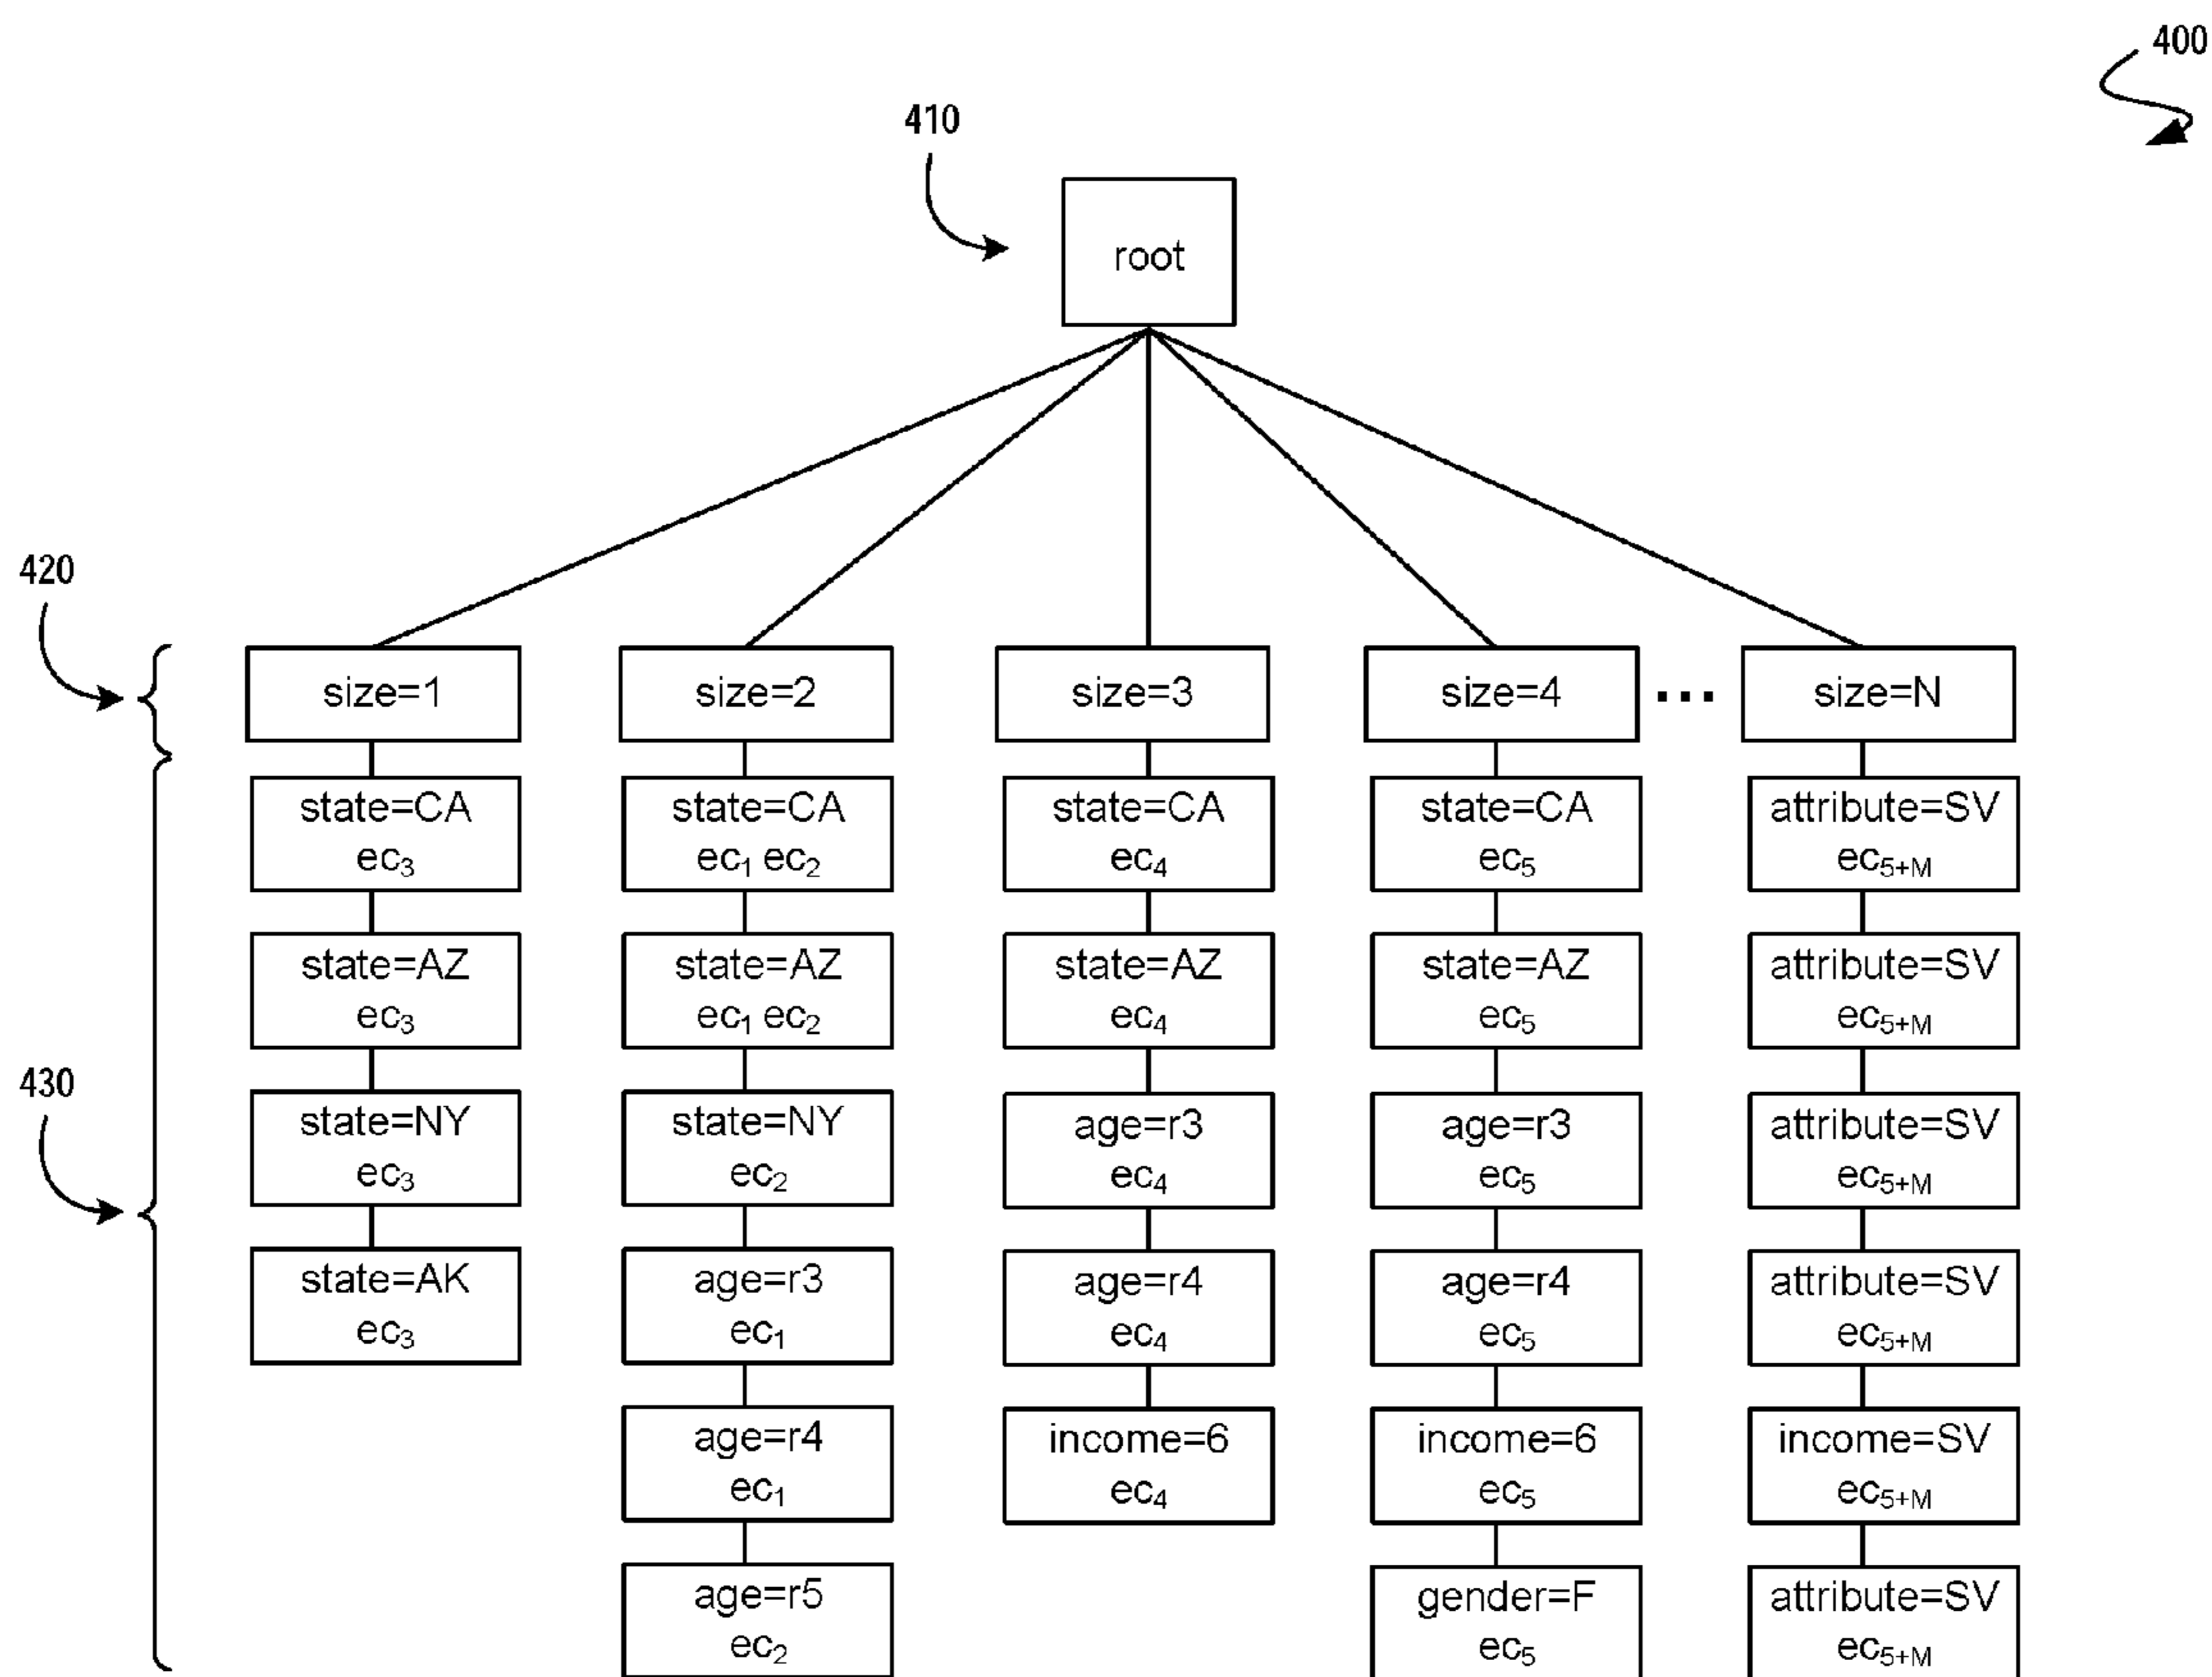 400
410
root
420
size=1
size=2
size=3
size=4
...
size=N
430
state=CA
ec₃
state=AZ
ec₃
state=NY
ec₃
state=AK
ec₃
state=CA
ec₁ ec₂
state=AZ
ec₁ ec₂
state=NY
ec₂
age=r3
ec₁
age=r4
ec₁
age=r5
ec₂
state=CA
ec₄
state=AZ
ec₄
age=r3
ec₄
age=r4
ec₄
income=6
ec₄
state=CA
ec₅
state=AZ
ec₅
age=r3
ec₅
age=r4
ec₅
income=6
ec₅
gender=F
ec₅
attribute=SV
ec5+M
attribute=SV
ec5+M
attribute=SV
ec5+M
attribute=SV
ec5+M
income=SV
ec5+M
attribute=SV
ec5+M